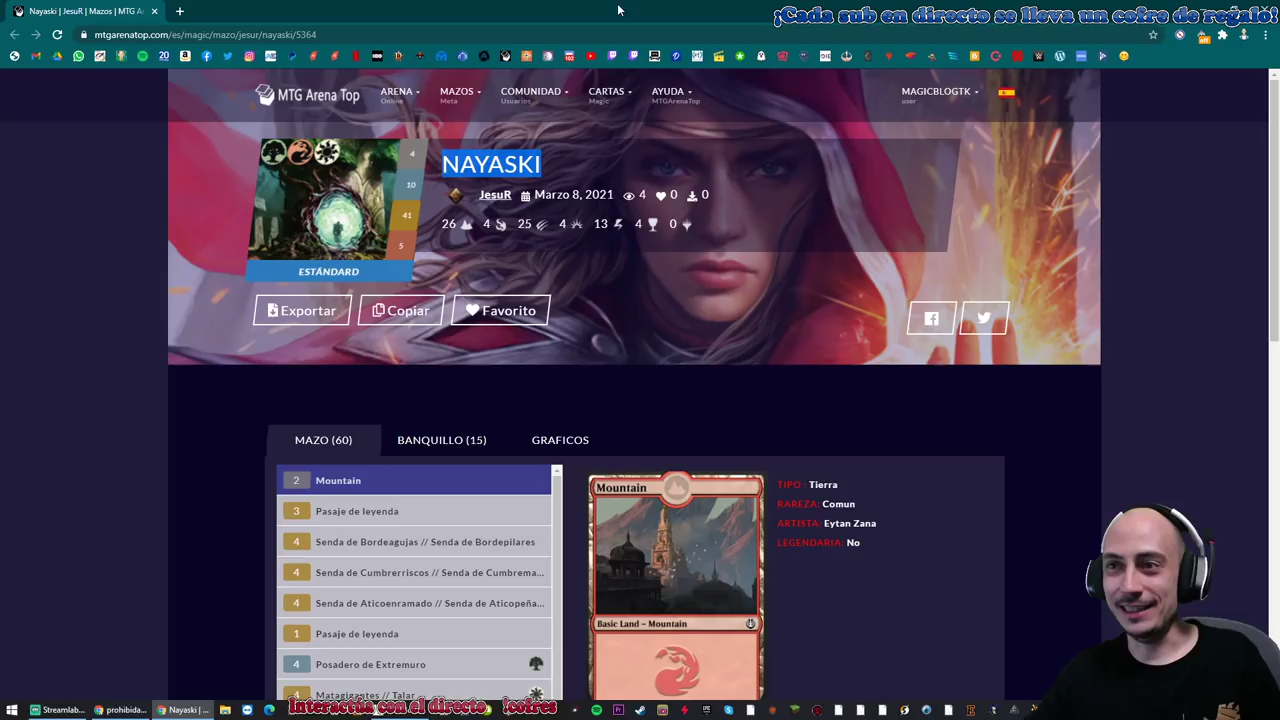 Nayaski | JesuR | Mazos | MTG Ar
¡Cada sub en directo se lleva un cofre de regalo!
mtgarenatop.com/es/magic/mazo/jesur/nayaski/5364
MTG Arena Top
ARENA
Online
MAZOS
Meta
COMUNIDAD
Usuarios
CARTAS
Magic
AYUDA
MTGArenaTop
MAGICBLOGTK
user
4
10
41
5
ESTÁNDARD
NAYASKI
JesuR Marzo 8, 2021 4 0 0
26 4 25 4 13 4 0
Exportar
Copiar
Favorito
MAZO (60)
BANQUILLO (15)
GRAFICOS
2 Mountain
3 Pasaje de leyenda
4 Senda de Bordeagujas // Senda de Bordepilares
4 Senda de Cumbrerriscos // Senda de Cumbrema...
4 Senda de Aticoenramado // Senda de Aticopeña...
1 Pasaje de leyenda
4 Posadero de Extremuro
4 Matagigantes // Talar
Mountain
Basic Land – Mountain
TIPO : Tierra
RAREZA: Comun
ARTISTA: Eytan Zana
LEGENDARIA: No
Interactúa con el directo
cofres
Streamlab...
prohibida...
Nayaski | ...